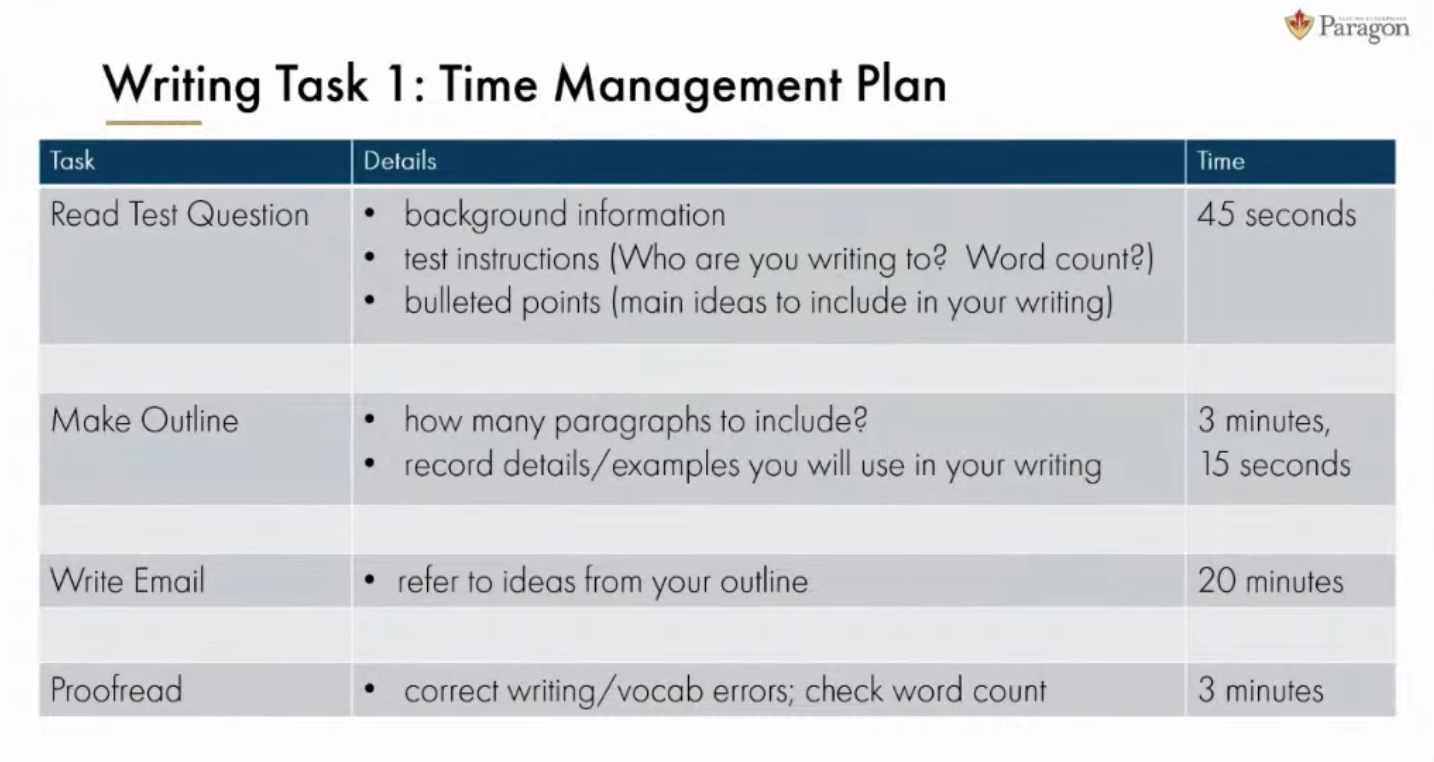 Paragon
Writing Task 1: Time Management Plan
Task Details Time
Read Test Question • background information 45 seconds
• test instructions (Who are you writing to? Word count?)
• bulleted points (main ideas to include in your writing)
Make Outline • how many paragraphs to include? 3 minutes,
• record details/examples you will use in your writing 15 seconds
Write Email • refer to ideas from your outline 20 minutes
Proofread • correct writing/vocab errors; check word count 3 minutes